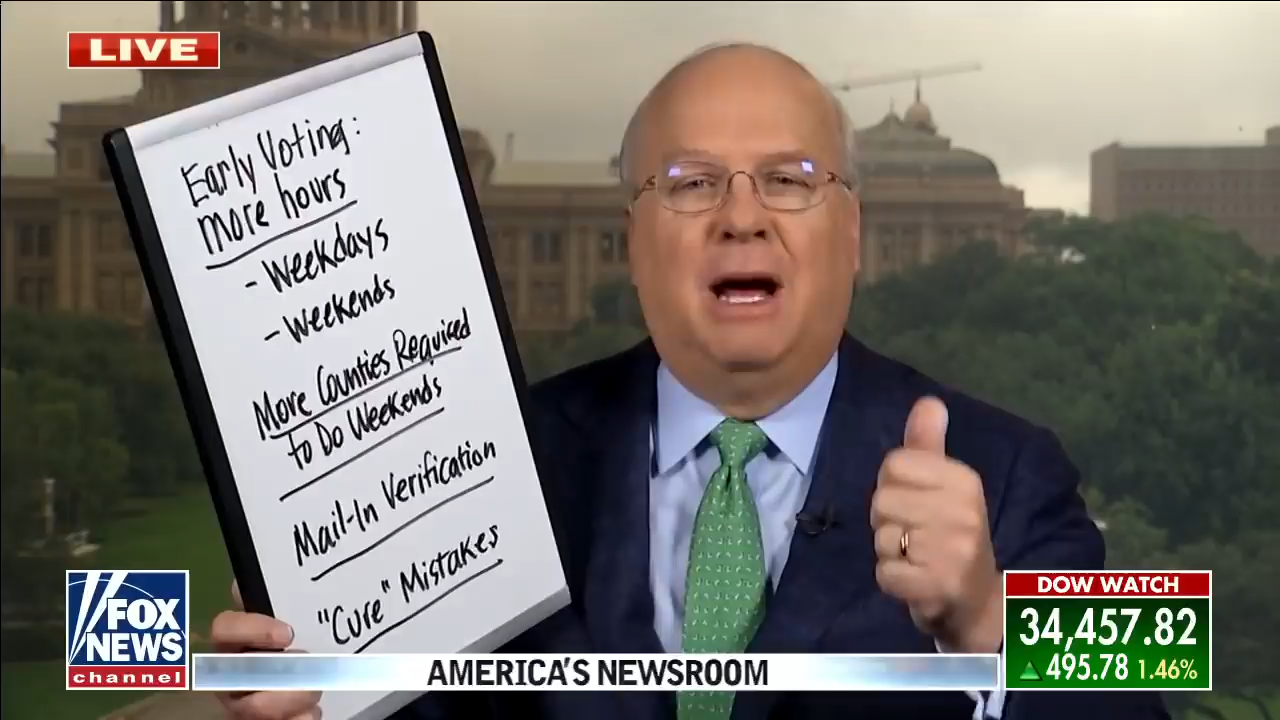 LIVE
Early Voting:
more hours
- Weekdays
- Weekends
More Counties Required
to Do Weekends
Mail-In Verification
"Cure" Mistakes
FOX
NEWS
channel
AMERICA'S NEWSROOM
DOW WATCH
34,457.82
495.78 1.46%